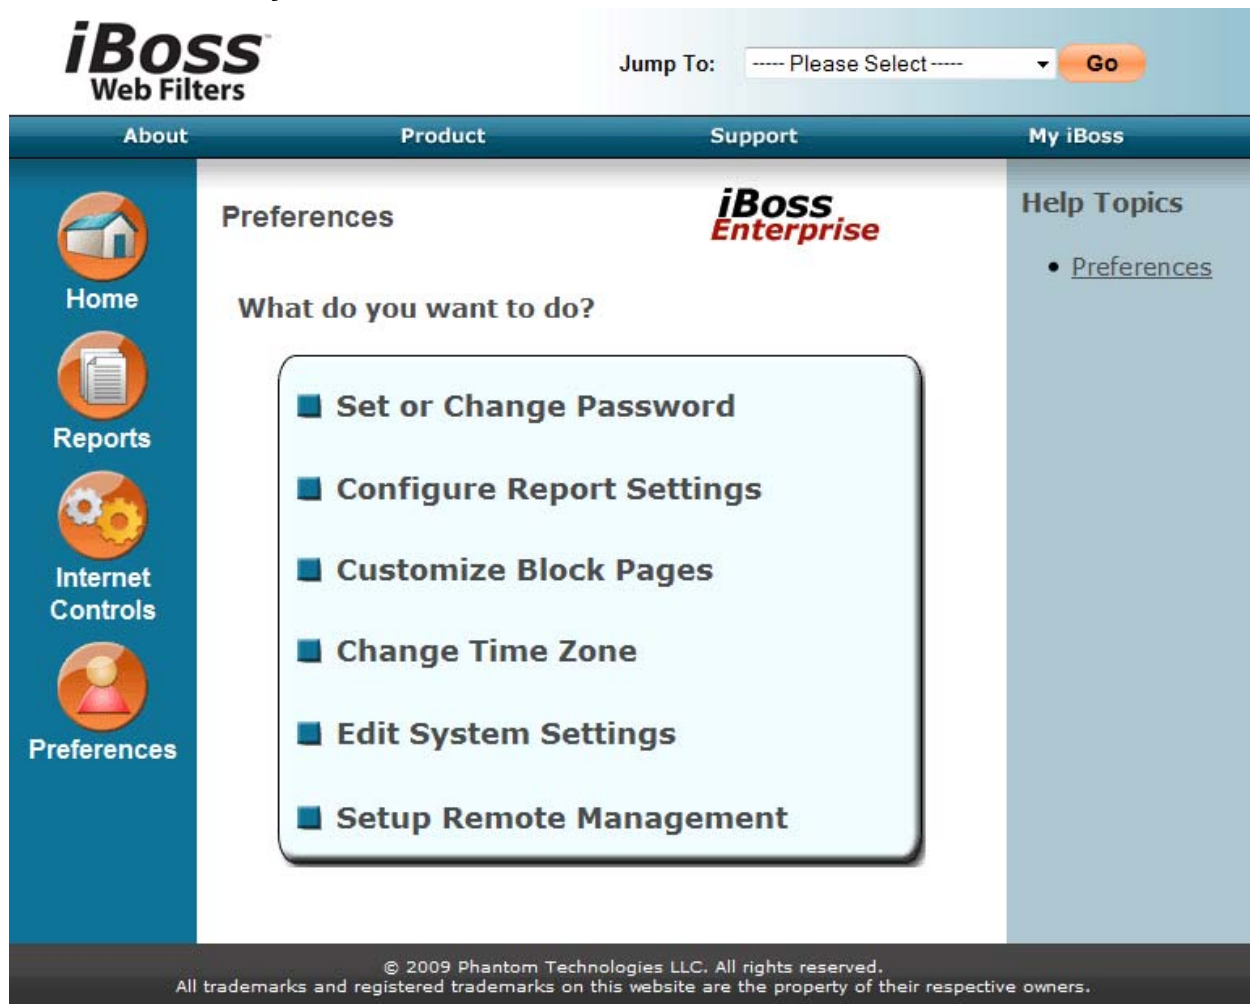 iBoss
Web Filters
Jump To:
----- Please Select -----
Go
About
Product
Support
My iBoss
Home
Reports
Internet
Controls
Preferences
Preferences
iBoss
Enterprise
What do you want to do?
Set or Change Password
Configure Report Settings
Customize Block Pages
Change Time Zone
Edit System Settings
Setup Remote Management
Help Topics
Preferences
© 2009 Phantom Technologies LLC. All rights reserved.
All trademarks and registered trademarks on this website are the property of their respective owners.